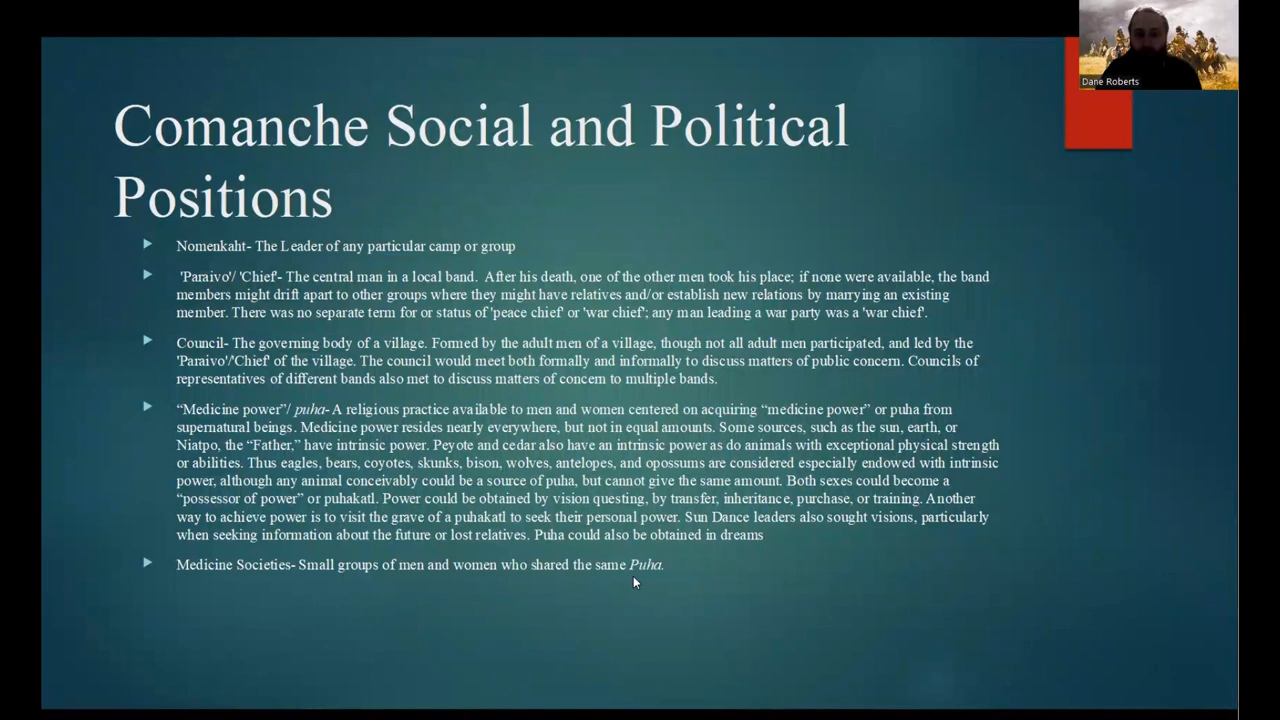 Dane Roberts
Comanche Social and Political
Positions
Nomenkaht- The Leader of any particular camp or group
'Paraivo'/ 'Chief'- The central man in a local band. After his death, one of the other men took his place; if none were available, the band
members might drift apart to other groups where they might have relatives and/or establish new relations by marrying an existing
member. There was no separate term for or status of 'peace chief' or 'war chief'; any man leading a war party was a 'war chief'.
Council- The governing body of a village. Formed by the adult men of a village, though not all adult men participated, and led by the
'Paraivo'/'Chief' of the village. The council would meet both formally and informally to discuss matters of public concern. Councils of
representatives of different bands also met to discuss matters of concern to multiple bands.
“Medicine power”/ puha- A religious practice available to men and women centered on acquiring “medicine power” or puha from
supernatural beings. Medicine power resides nearly everywhere, but not in equal amounts. Some sources, such as the sun, earth, or
Niatpo, the “Father,” have intrinsic power. Peyote and cedar also have an intrinsic power as do animals with exceptional physical strength
or abilities. Thus eagles, bears, coyotes, skunks, bison, wolves, antelopes, and opossums are considered especially endowed with intrinsic
power, although any animal conceivably could be a source of puha, but cannot give the same amount. Both sexes could become a
“possessor of power” or puhakatl. Power could be obtained by vision questing, by transfer, inheritance, purchase, or training. Another
way to achieve power is to visit the grave of a puhakatl to seek their personal power. Sun Dance leaders also sought visions, particularly
when seeking information about the future or lost relatives. Puha could also be obtained in dreams
Medicine Societies- Small groups of men and women who shared the same Puha.